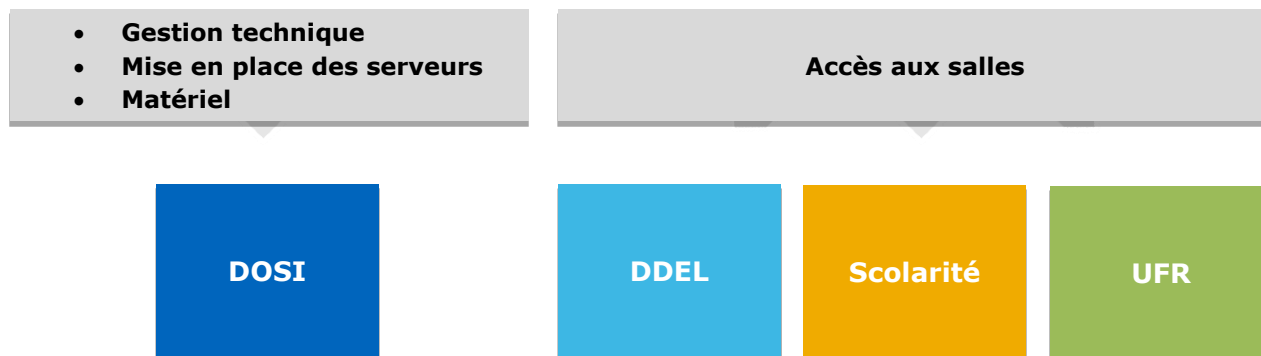 • Gestion technique
• Mise en place des serveurs
• Matériel
Accès aux salles
DOSI
DDEL
Scolarité
UFR